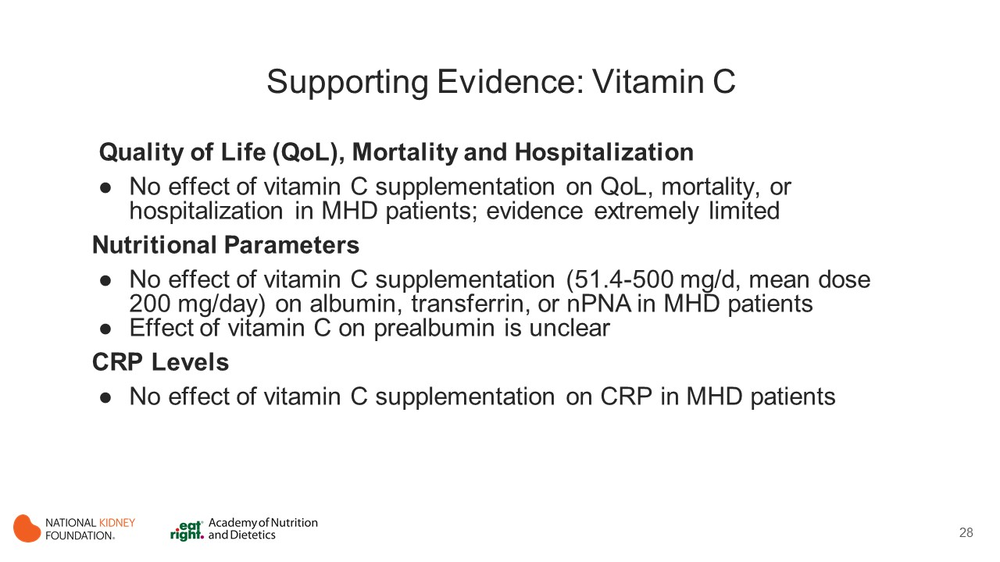 Supporting Evidence: Vitamin C
Quality of Life (QoL), Mortality and Hospitalization
● No effect of vitamin C supplementation on QoL, mortality, or
hospitalization in MHD patients; evidence extremely limited
Nutritional Parameters
● No effect of vitamin C supplementation (51.4-500 mg/d, mean dose
200 mg/day) on albumin, transferrin, or nPNA in MHD patients
● Effect of vitamin C on prealbumin is unclear
CRP Levels
● No effect of vitamin C supplementation on CRP in MHD patients
NATIONAL KIDNEY
FOUNDATION®
eat
right.
Academy of Nutrition
and Dietetics
28